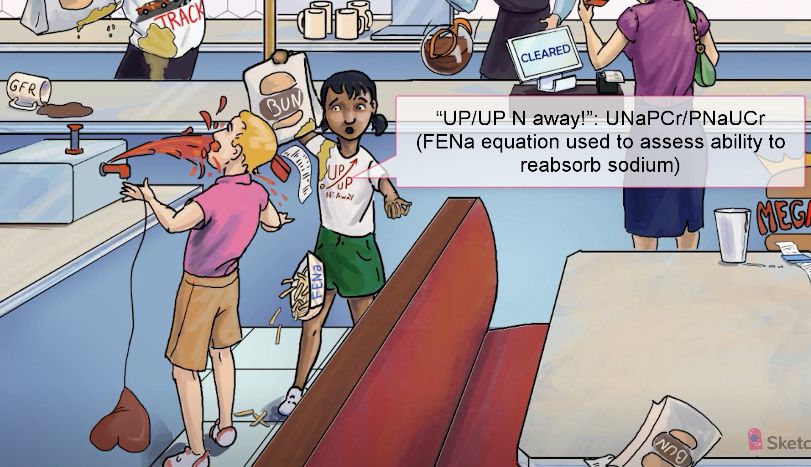 TRACK
GFR
BUN
CLEARED
"UP/UP N away!": UNaPCr/PNaUCr
(FENa equation used to assess ability to
reabsorb sodium)
UP
UP
N AWAY
FENa
MEGA
BUN
Sketc